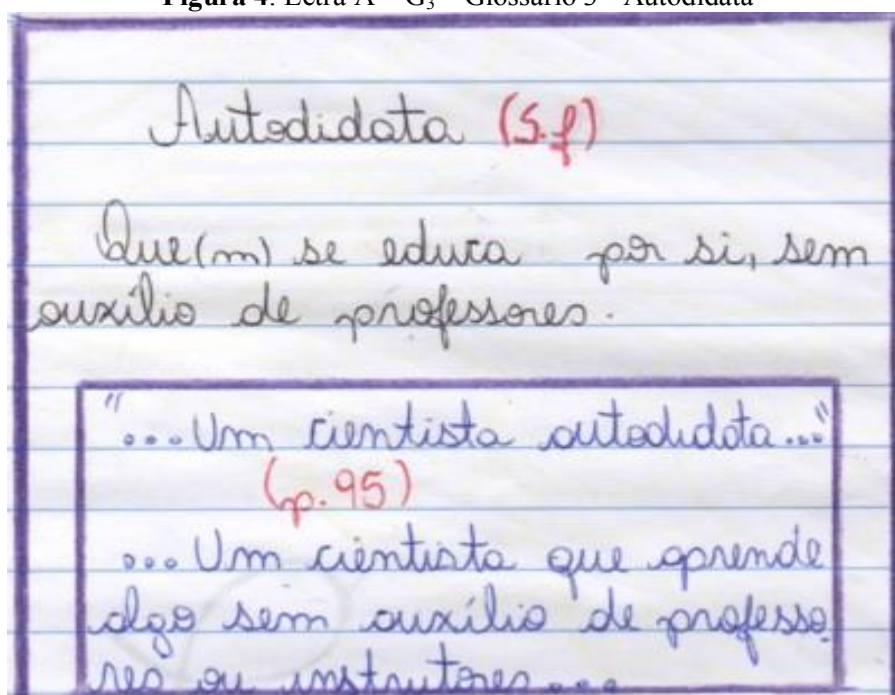 Figura 4: Letra A – G₃ – Glossário 3 – Autodidata
Autodidata (S.f)
Que(m) se educa por si, sem
auxílio de professores.
"...Um cientista autodidata..."
(p.95)
...Um cientista que aprende
algo sem auxílio de professo
res ou instrutores...